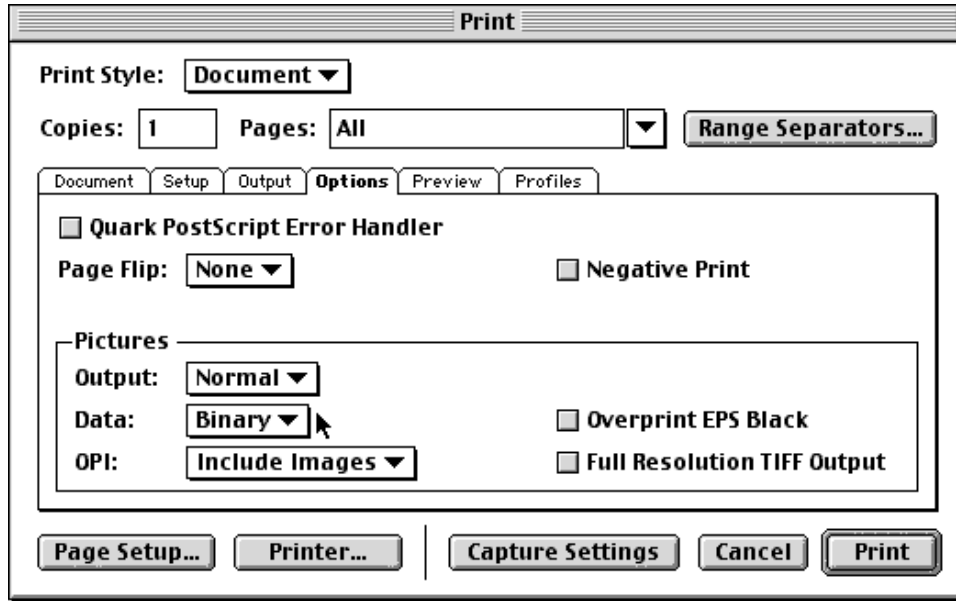 Print
Print Style: Document
Copies: 1 Pages: All Range Separators...
Document Setup Output Options Preview Profiles
Quark PostScript Error Handler
Page Flip: None Negative Print
Pictures
Output: Normal
Data: Binary Overprint EPS Black
OPI: Include Images Full Resolution TIFF Output
Page Setup... Printer... Capture Settings Cancel Print